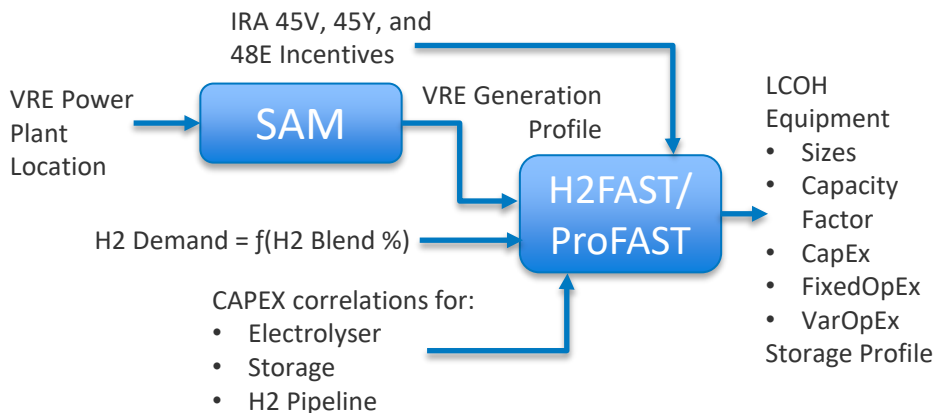 IRA 45V, 45Y, and
48E Incentives
VRE Power
Plant
Location
SAM
VRE Generation
Profile
H2FAST/
ProFAST
H2 Demand = ƒ(H2 Blend %)
CAPEX correlations for:
• Electrolyser
• Storage
• H2 Pipeline
LCOH
Equipment
• Sizes
• Capacity
Factor
• CapEx
• FixedOpEx
• VarOpEx
Storage Profile